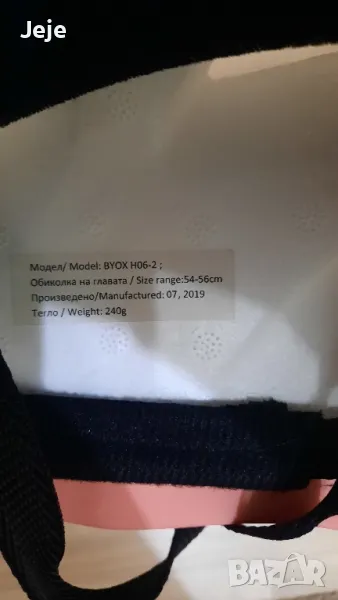 Jeje
Модел/ Model: BYOX H06-2 ;
Обиколка на главата / Size range:54-56cm
Произведено/Manufactured: 07, 2019
Тегло / Weight: 240g
BAZAR